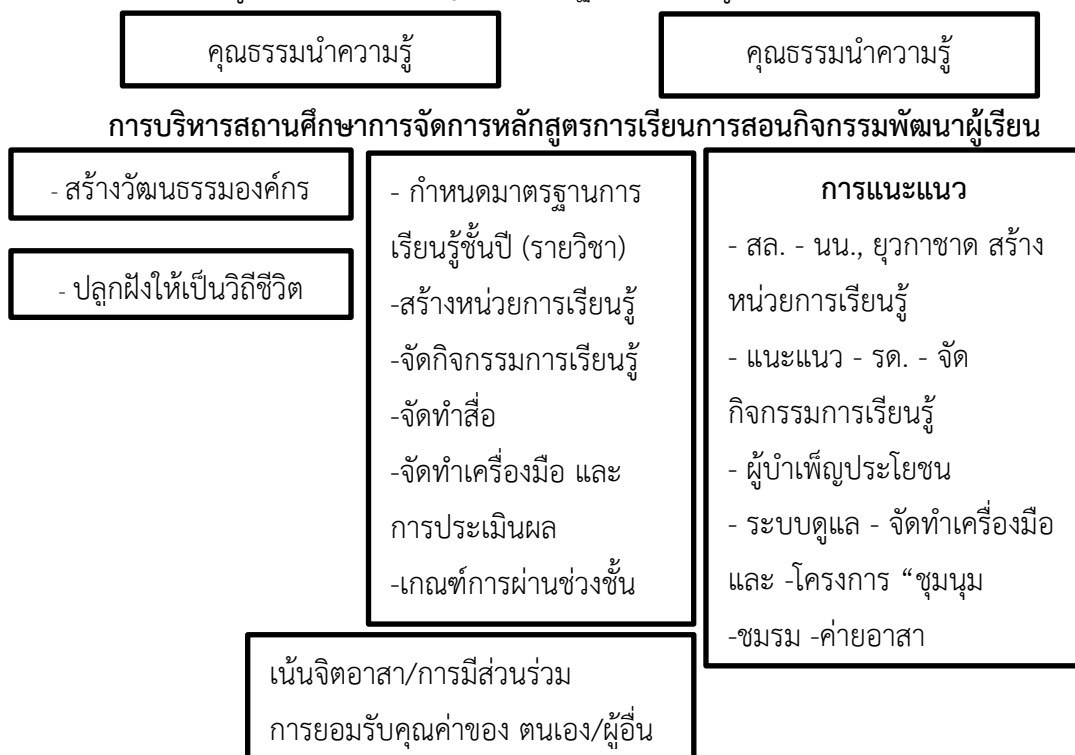 คุณธรรมนำความรู้
คุณธรรมนำความรู้
การบริหารสถานศึกษาการจัดการหลักสูตรการเรียนการสอนกิจกรรมพัฒนาผู้เรียน
- สร้างวัฒนธรรมองค์กร
- ปลูกฝังให้เป็นวิถีชีวิต
- กำหนดมาตรฐานการ
เรียนรู้ชั้นปี (รายวิชา)
-สร้างหน่วยการเรียนรู้
-จัดกิจกรรมการเรียนรู้
-จัดทำสื่อ
-จัดทำเครื่องมือ และ
การประเมินผล
-เกณฑ์การผ่านช่วงชั้น
การแนะแนว
- สล. - นน., ยุวกาชาด สร้าง
หน่วยการเรียนรู้
- แนะแนว - รด. - จัด
กิจกรรมการเรียนรู้
- ผู้บำเพ็ญประโยชน
- ระบบดูแล - จัดทำเครื่องมือ
และ -โครงการ “ชุมนุม
-ชมรม -ค่ายอาสา
เน้นจิตอาสา/การมีส่วนร่วม
การยอมรับคุณค่าของ ตนเอง/ผู้อื่น